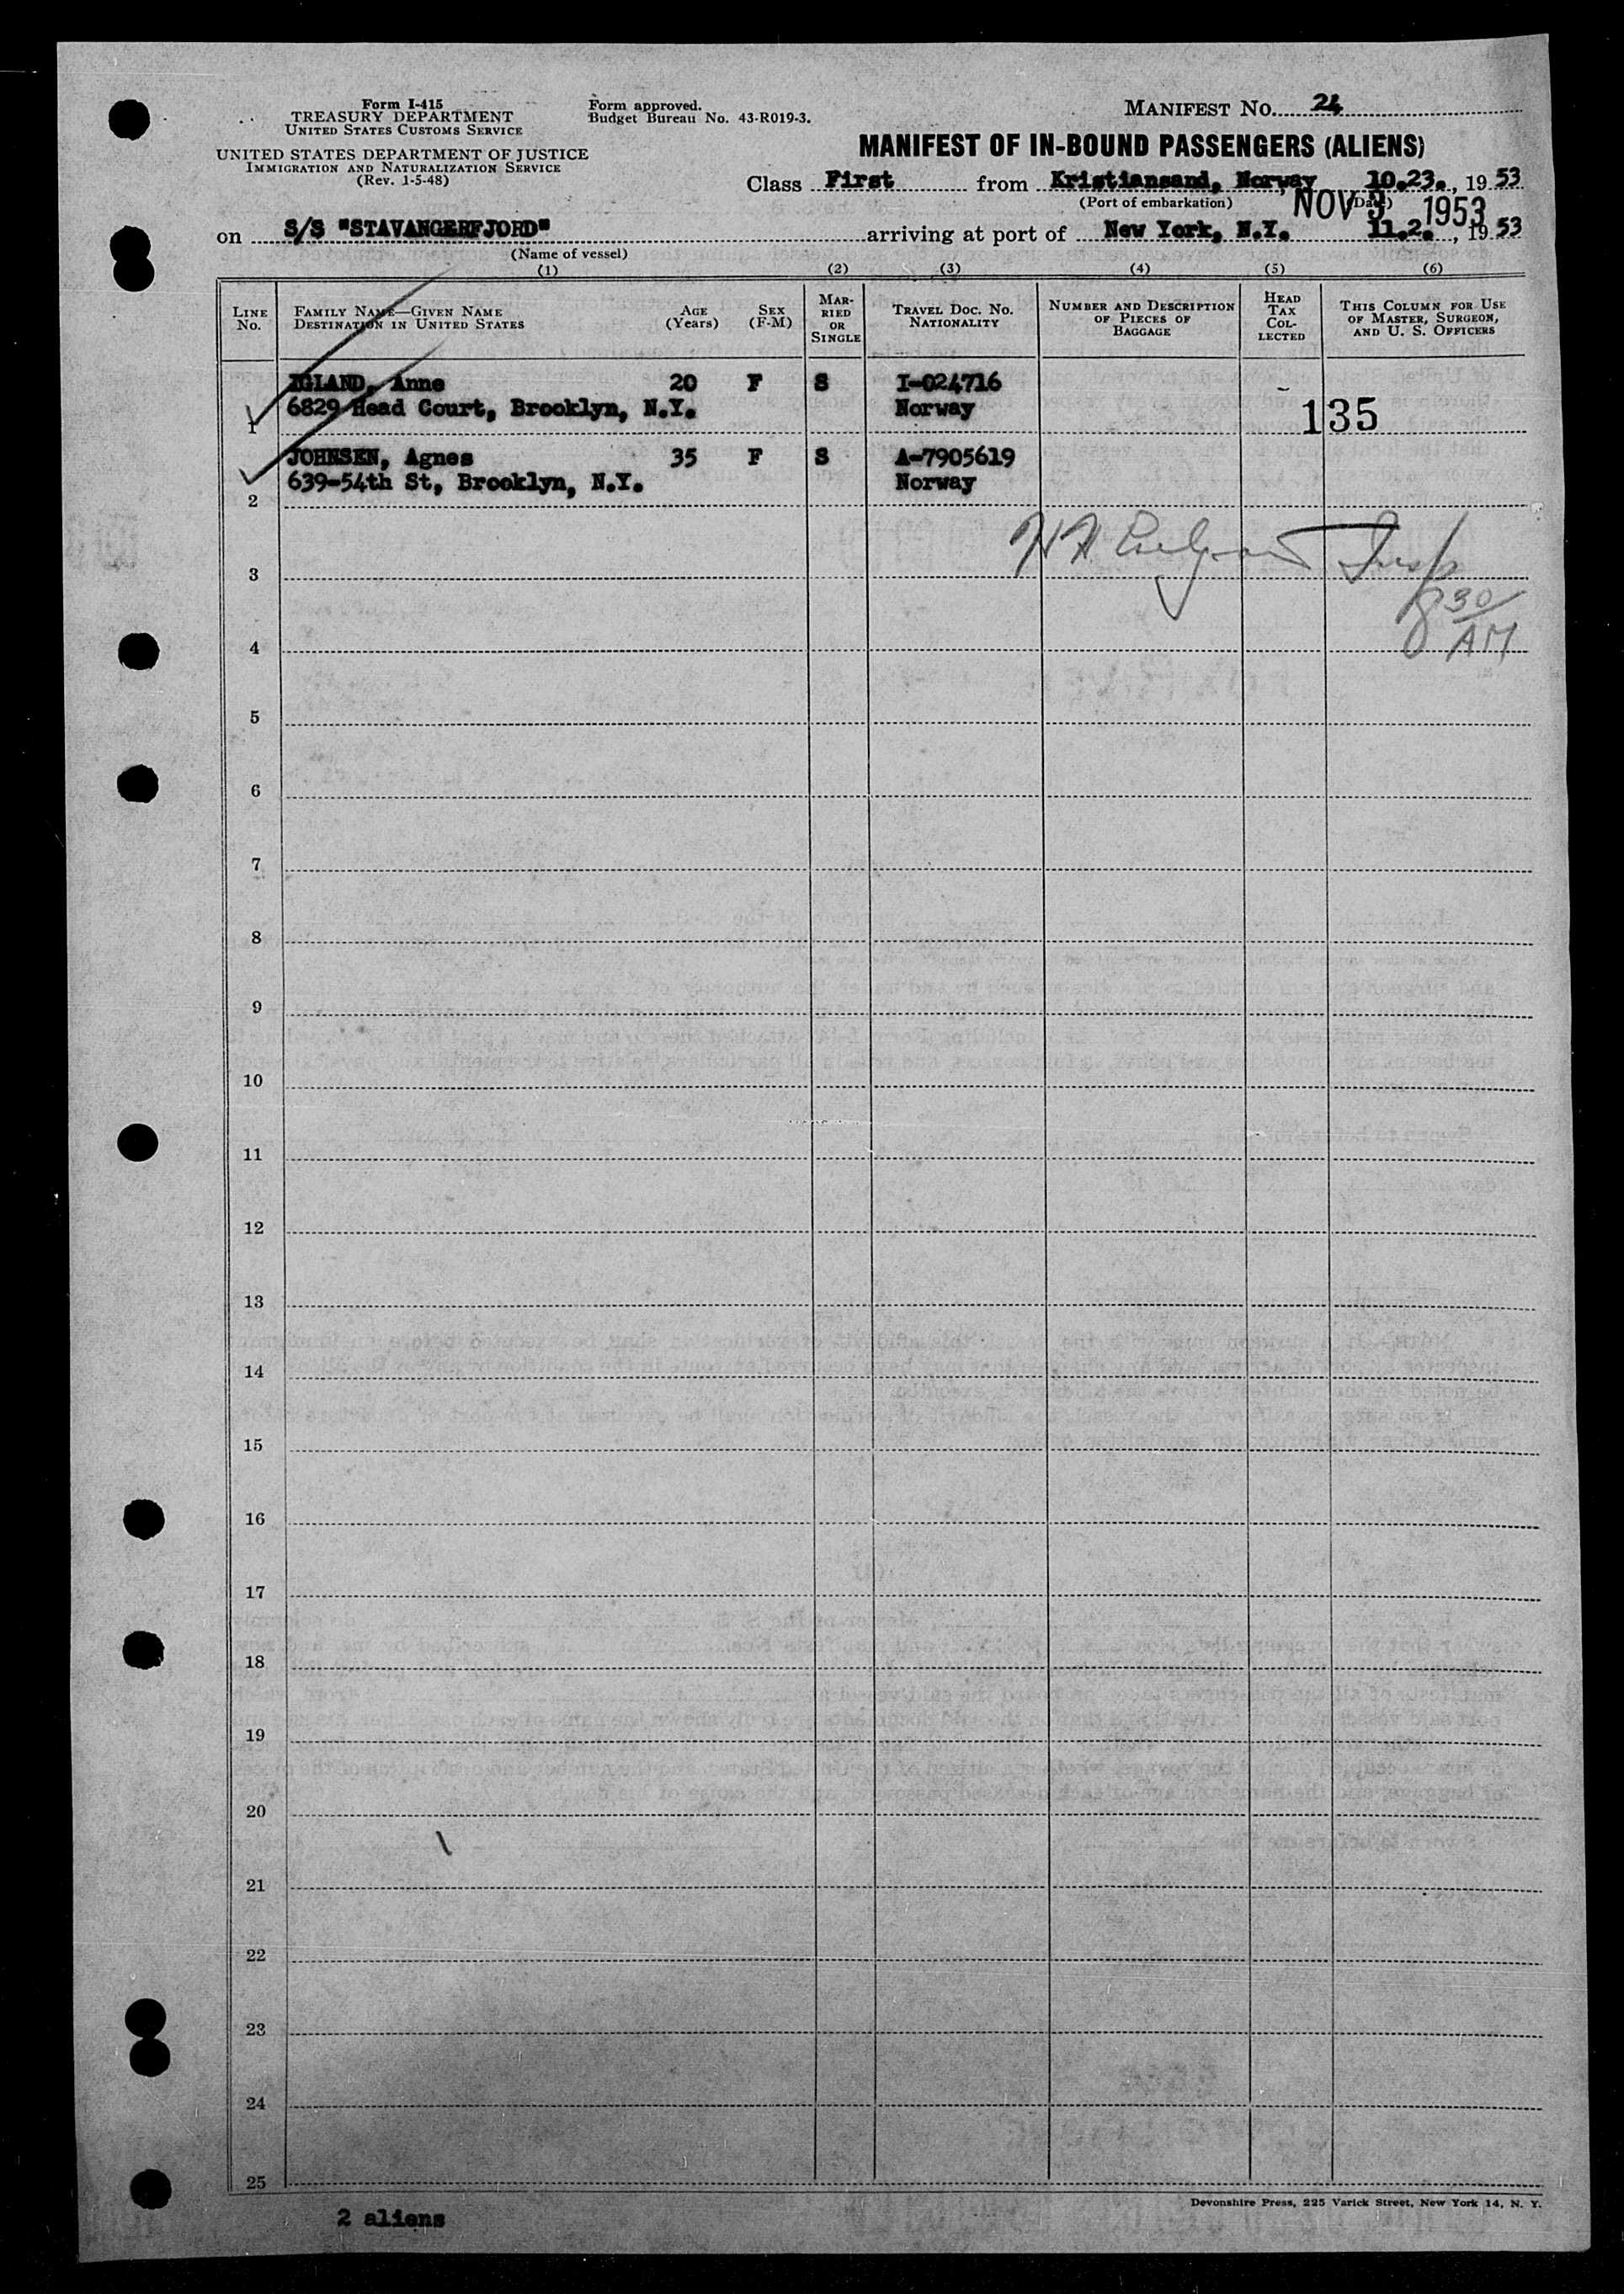 Form I-415
TREASURY DEPARTMENT
UNITED STATES CUSTOMS SERVICE
UNITED STATES DEPARTMENT OF JUSTICE
IMMIGRATION AND NATURALIZATION SERVICE
(Rev. 1-5-48)
Form approved.
Budget Bureau No. 43-R019-3.
MANIFEST NO. 24
MANIFEST OF IN-BOUND PASSENGERS (ALIENS)
Class First from Kristiansand, Norway 10.23., 19 53
(Port of embarkation) (Date)
NOV 3 1953
on S/S "STAVANGERFJORD" arriving at port of New York, N.Y. 11.2., 19 53
(Name of vessel)
(1) (2) (3) (4) (5) (6)
LINE No. FAMILY NAME—GIVEN NAME DESTINATION IN UNITED STATES AGE (Years) SEX (F-M) MARRIED OR SINGLE TRAVEL DOC. NO. NATIONALITY NUMBER AND DESCRIPTION OF PIECES OF BAGGAGE HEAD TAX COLLECTED THIS COLUMN FOR USE OF MASTER, SURGEON, AND U. S. OFFICERS
IGLAND, Anne 20 F S I-024716 -
1 6829 Head Court, Brooklyn, N.Y. Norway 135
JOHNSEN, Agnes 35 F S A-7905619
2 639-54th St, Brooklyn, N.Y. Norway
Insp
3
8 30/AM
4
5
6
7
8
9
10
11
12
13
14
15
16
17
18
19
20
21
22
23
24
25
Devonshire Press, 225 Varick Street, New York 14, N. Y.
2 aliens